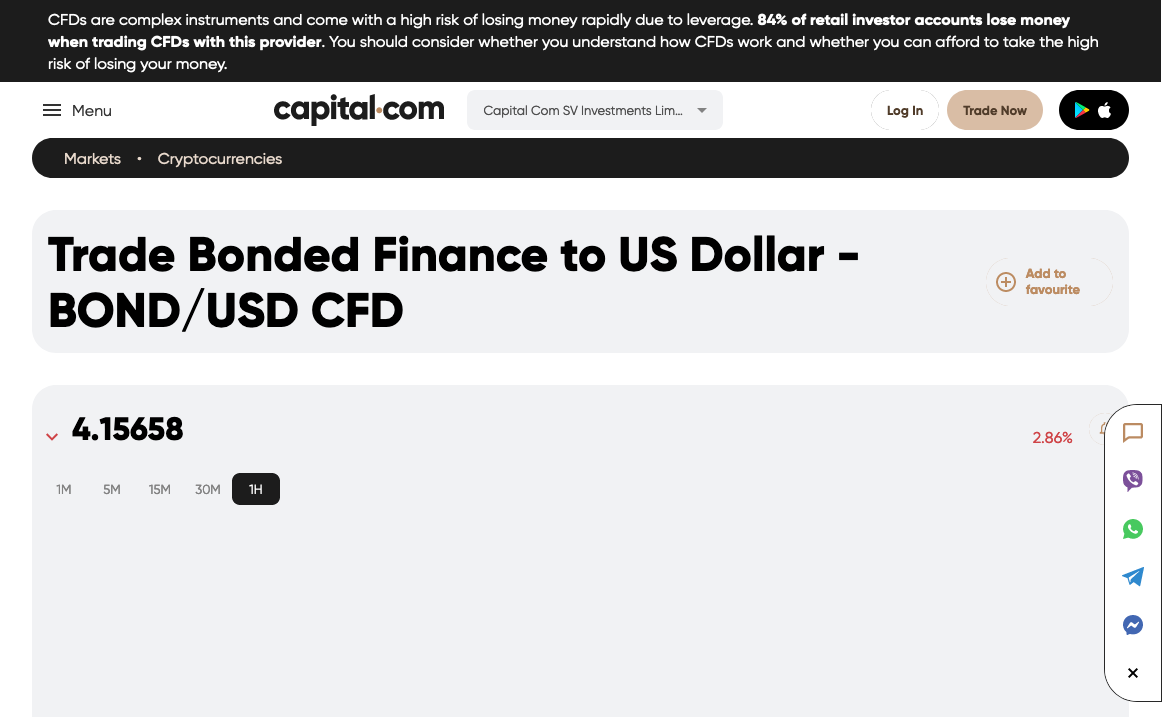 CFDs are complex instruments and come with a high risk of losing money rapidly due to leverage. 84% of retail investor accounts lose money
when trading CFDs with this provider. You should consider whether you understand how CFDs work and whether you can afford to take the high
risk of losing your money.
Menu
capital.com
Capital Com SV Investments Lim...
Log In
Trade Now
Markets • Cryptocurrencies
Trade Bonded Finance to US Dollar -
BOND/USD CFD
Add to
favourite
4.15658
2.86%
1M 5M 15M 30M 1H